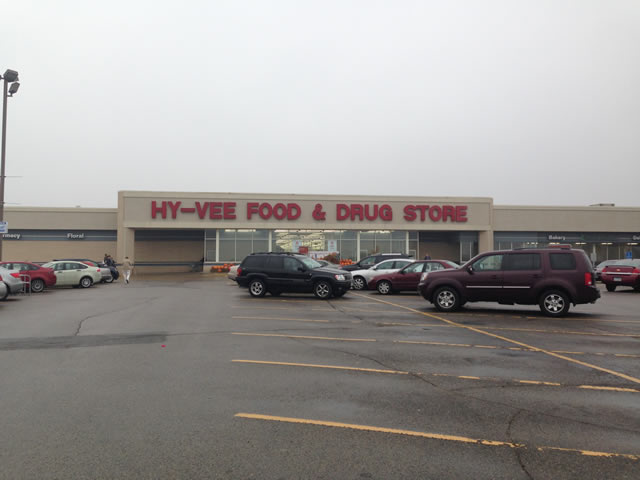 HY-VEE FOOD & DRUG STORE
Floral
Bakery